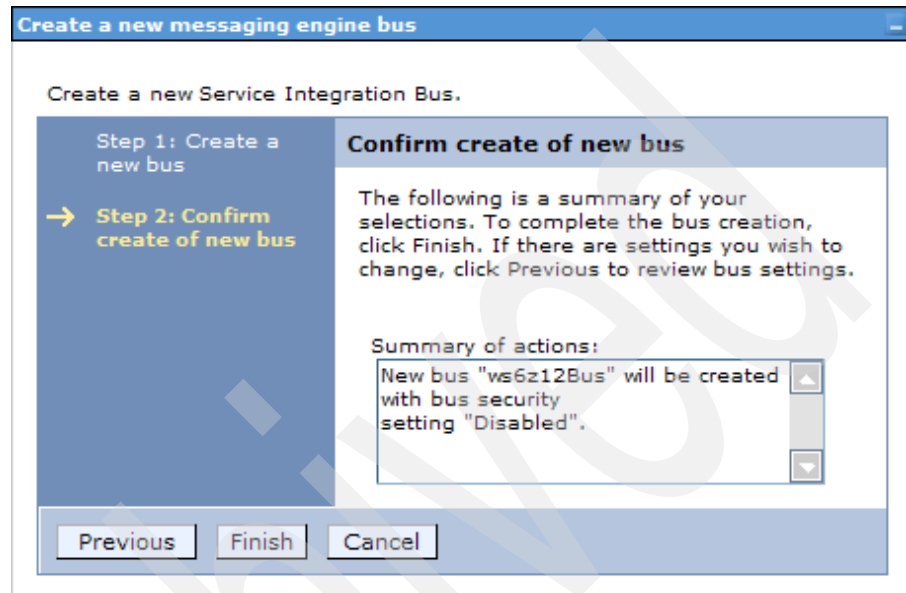 Create a new messaging engine bus
Create a new Service Integration Bus.
Step 1: Create a
new bus
Step 2: Confirm
create of new bus
Confirm create of new bus
The following is a summary of your
selections. To complete the bus creation,
click Finish. If there are settings you wish to
change, click Previous to review bus settings.
Summary of actions:
New bus "ws6z12Bus" will be created
with bus security
setting "Disabled".
Previous
Finish
Cancel